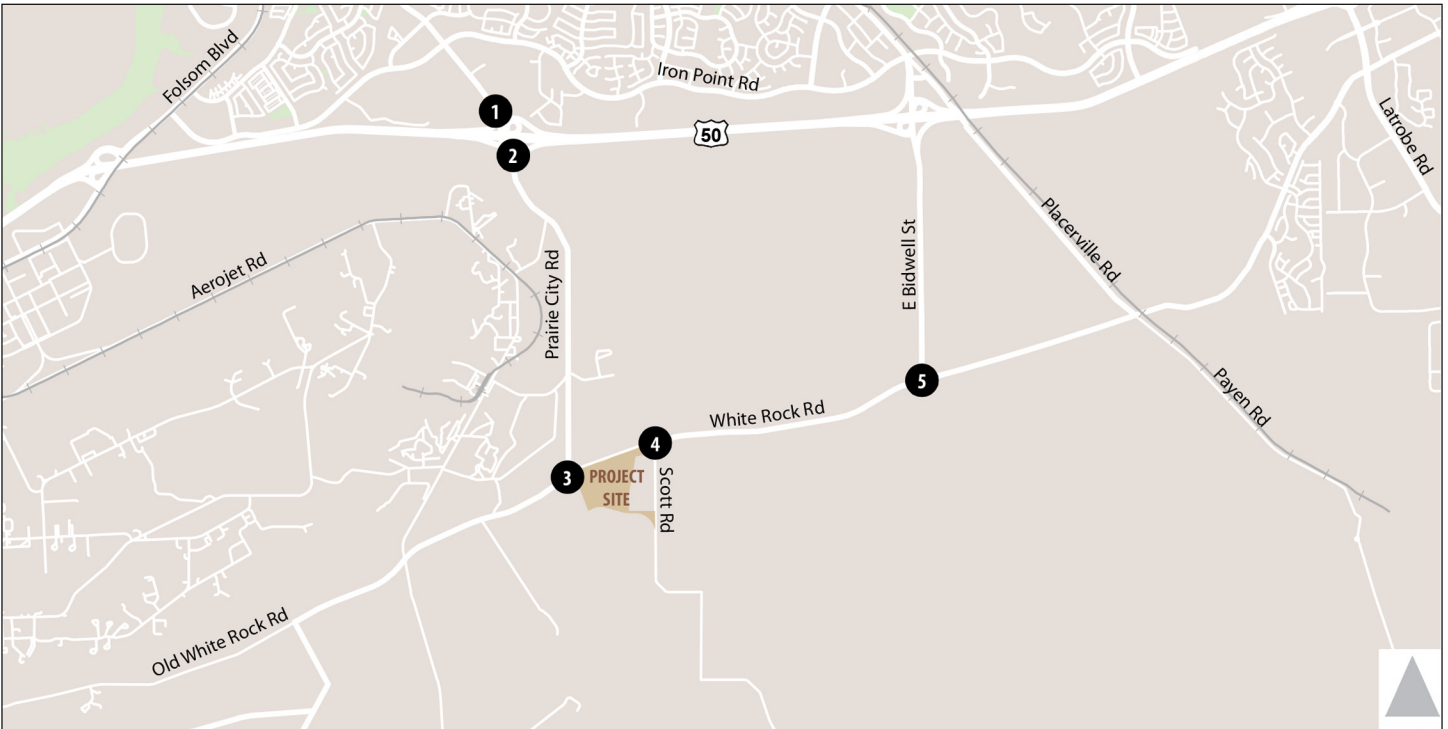 Folsom Blvd
Iron Point Rd
1
50
2
Latrobe Rd
Placerville Rd
Aerojet Rd
Prairie City Rd
E Bidwell St
5
Payen Rd
White Rock Rd
4
3
PROJECT
SITE
Scott Rd
Old White Rock Rd